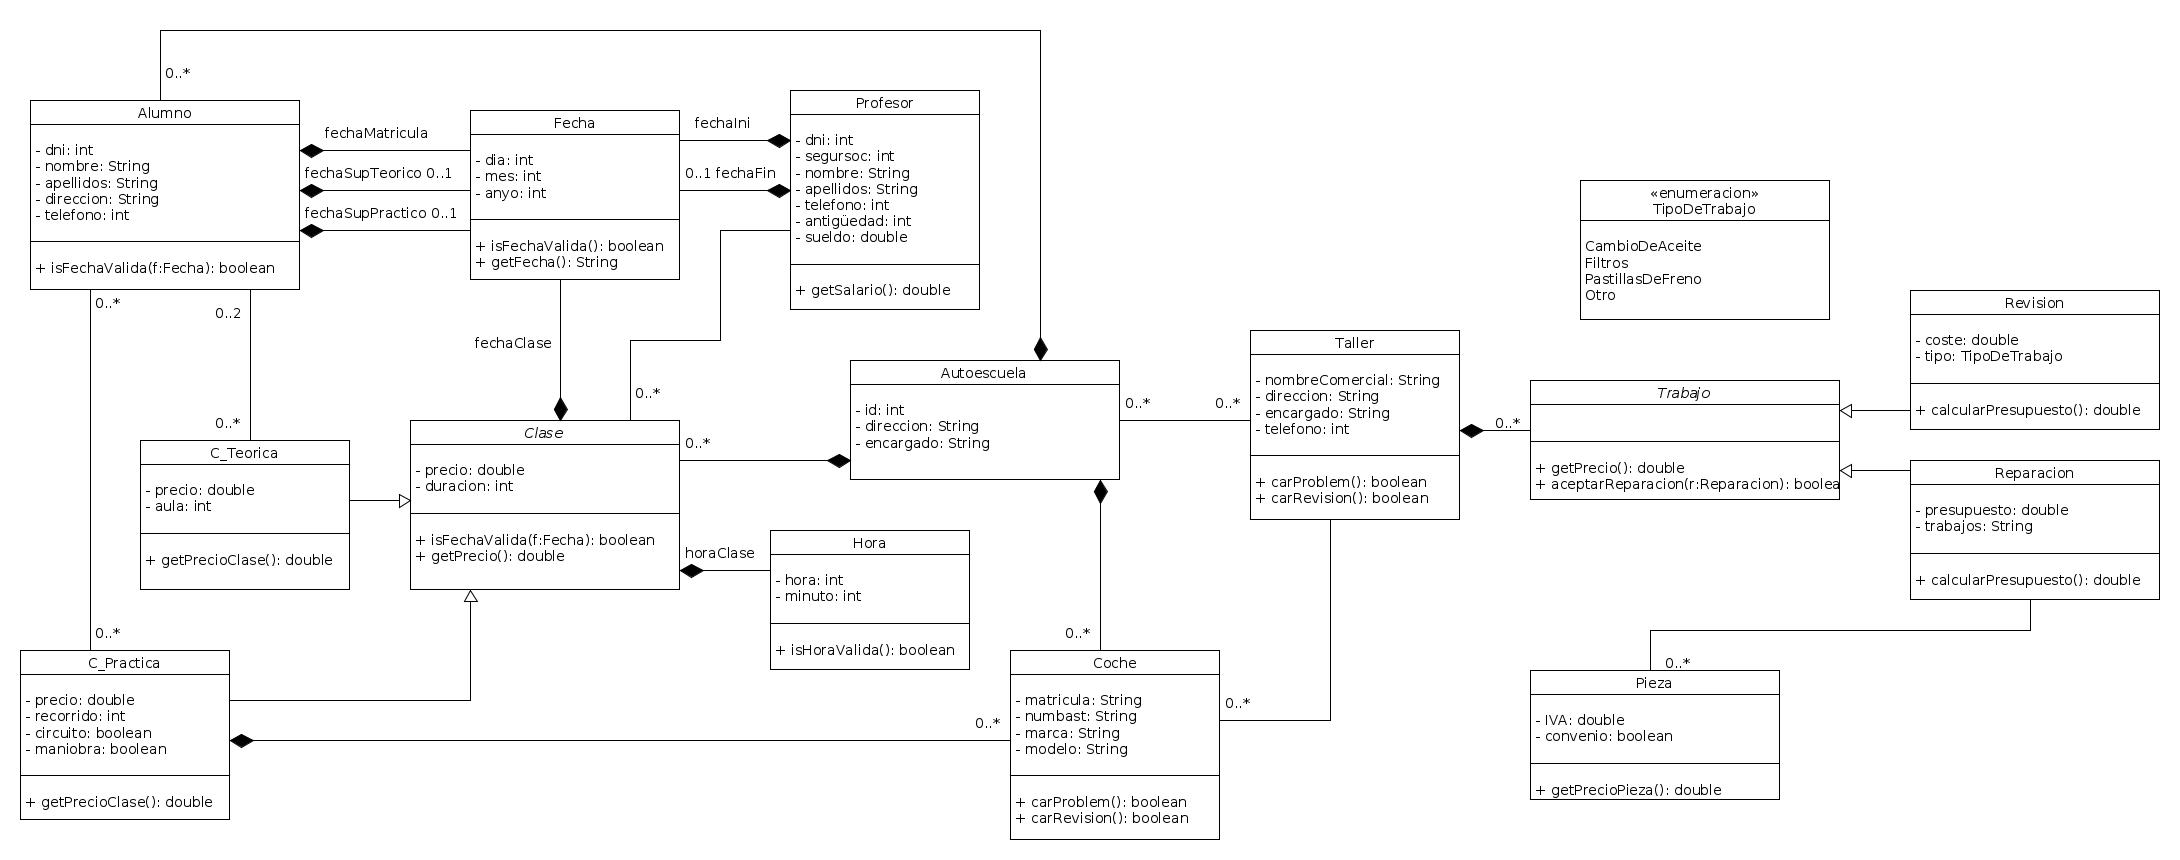 0..*
Alumno
- dni: int
- nombre: String
- apellidos: String
- direccion: String
- telefono: int
+ isFechaValida(f:Fecha): boolean
fechaMatricula
fechaSupTeorico 0..1
fechaSupPractico 0..1
Fecha
- dia: int
- mes: int
- anyo: int
+ isFechaValida(): boolean
+ getFecha(): String
fechaIni
0..1 fechaFin
Profesor
- dni: int
- segursoc: int
- nombre: String
- apellidos: String
- telefono: int
- antigüedad: int
- sueldo: double
+ getSalario(): double
«enumeracion»
TipoDeTrabajo
CambioDeAceite
Filtros
PastillasDeFreno
Otro
Revision
- coste: double
- tipo: TipoDeTrabajo
+ calcularPresupuesto(): double
0..*
0..2
fechaClase
0..*
0..*
Autoescuela
- id: int
- direccion: String
- encargado: String
0..*
0..*
Taller
- nombreComercial: String
- direccion: String
- encargado: String
- telefono: int
+ carProblem(): boolean
+ carRevision(): boolean
0..*
Trabajo
+ getPrecio(): double
+ aceptarReparacion(r:Reparacion): boolea
C_Teorica
- precio: double
- aula: int
+ getPrecioClase(): double
Clase
- precio: double
- duracion: int
+ isFechaValida(f:Fecha): boolean
+ getPrecio(): double
0..*
horaClase
Hora
- hora: int
- minuto: int
+ isHoraValida(): boolean
Reparacion
- presupuesto: double
- trabajos: String
+ calcularPresupuesto(): double
0..*
C_Practica
- precio: double
- recorrido: int
- circuito: boolean
- maniobra: boolean
+ getPrecioClase(): double
0..*
0..*
Coche
- matricula: String
- numbast: String
- marca: String
- modelo: String
+ carProblem(): boolean
+ carRevision(): boolean
0..*
0..*
Pieza
- IVA: double
- convenio: boolean
+ getPrecioPieza(): double